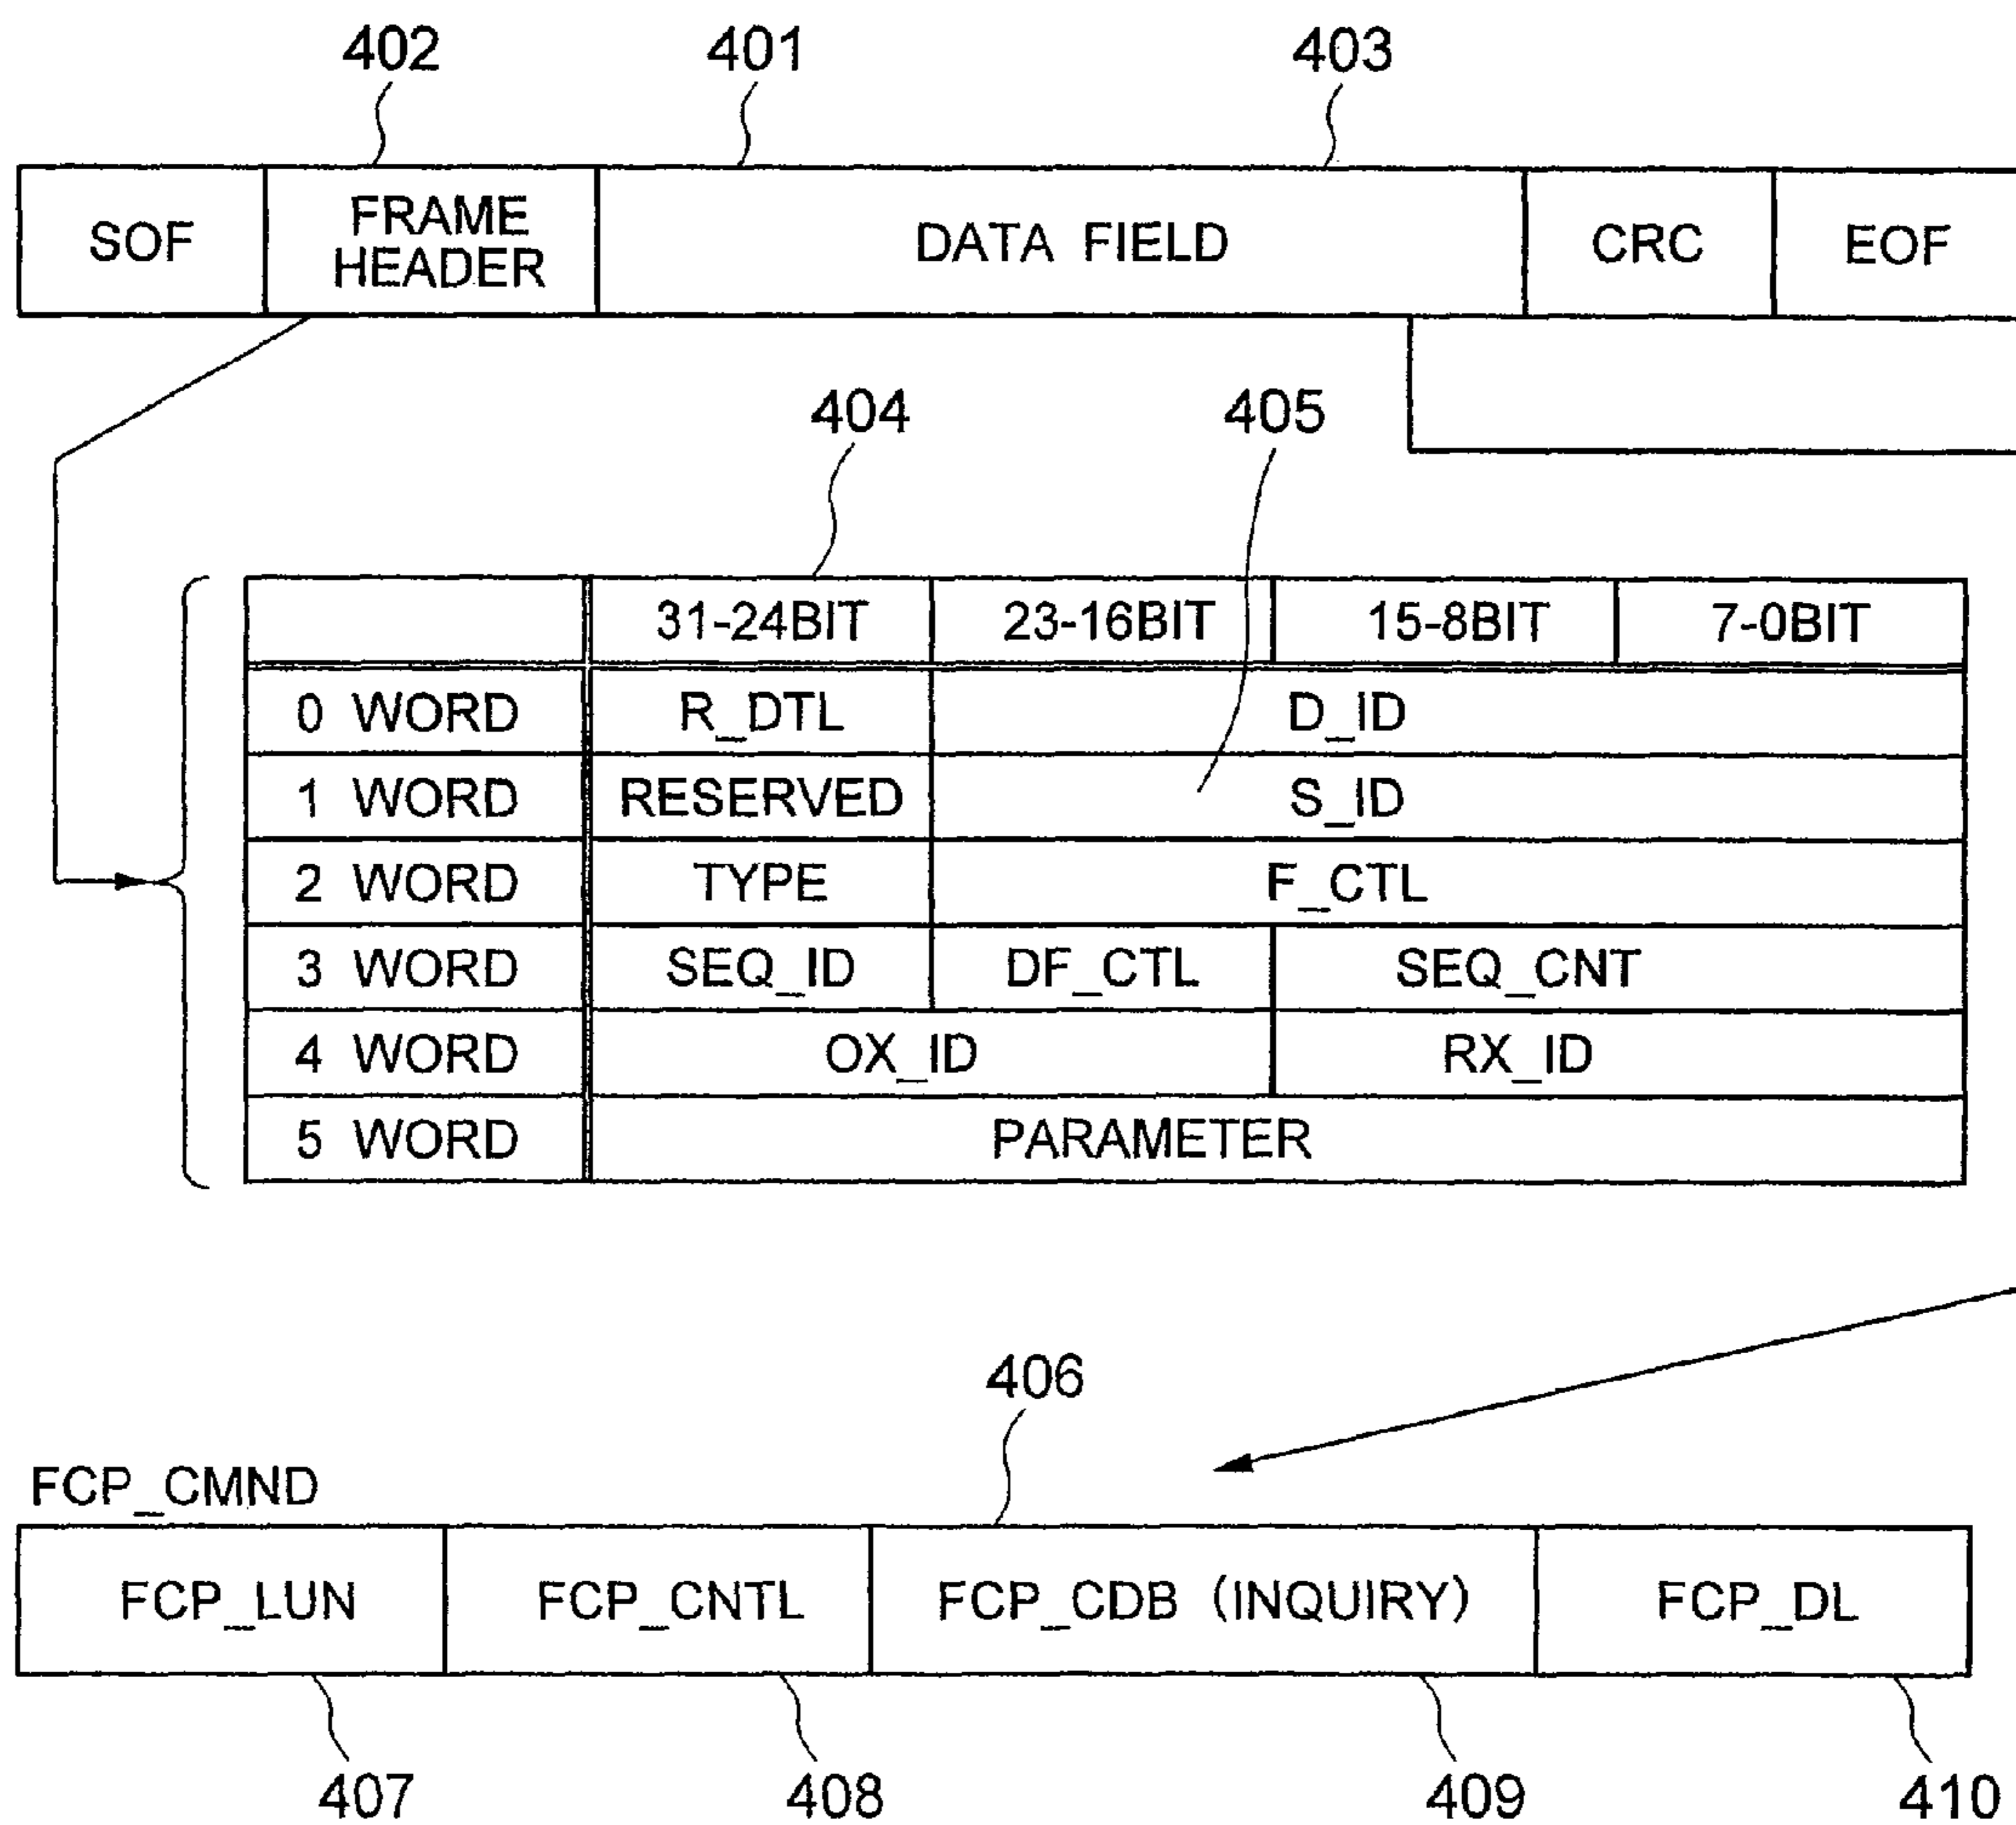 402 401 403
SOF FRAME HEADER DATA FIELD CRC EOF
404 405
31-24BIT 23-16BIT 15-8BIT 7-0BIT
0 WORD R_DTL D_ID
1 WORD RESERVED S_ID
2 WORD TYPE F_CTL
3 WORD SEQ_ID DF_CTL SEQ_CNT
4 WORD OX_ID RX_ID
5 WORD PARAMETER
406
FCP_CMND
FCP_LUN FCP_CNTL FCP_CDB (INQUIRY) FCP_DL
407 408 409 410